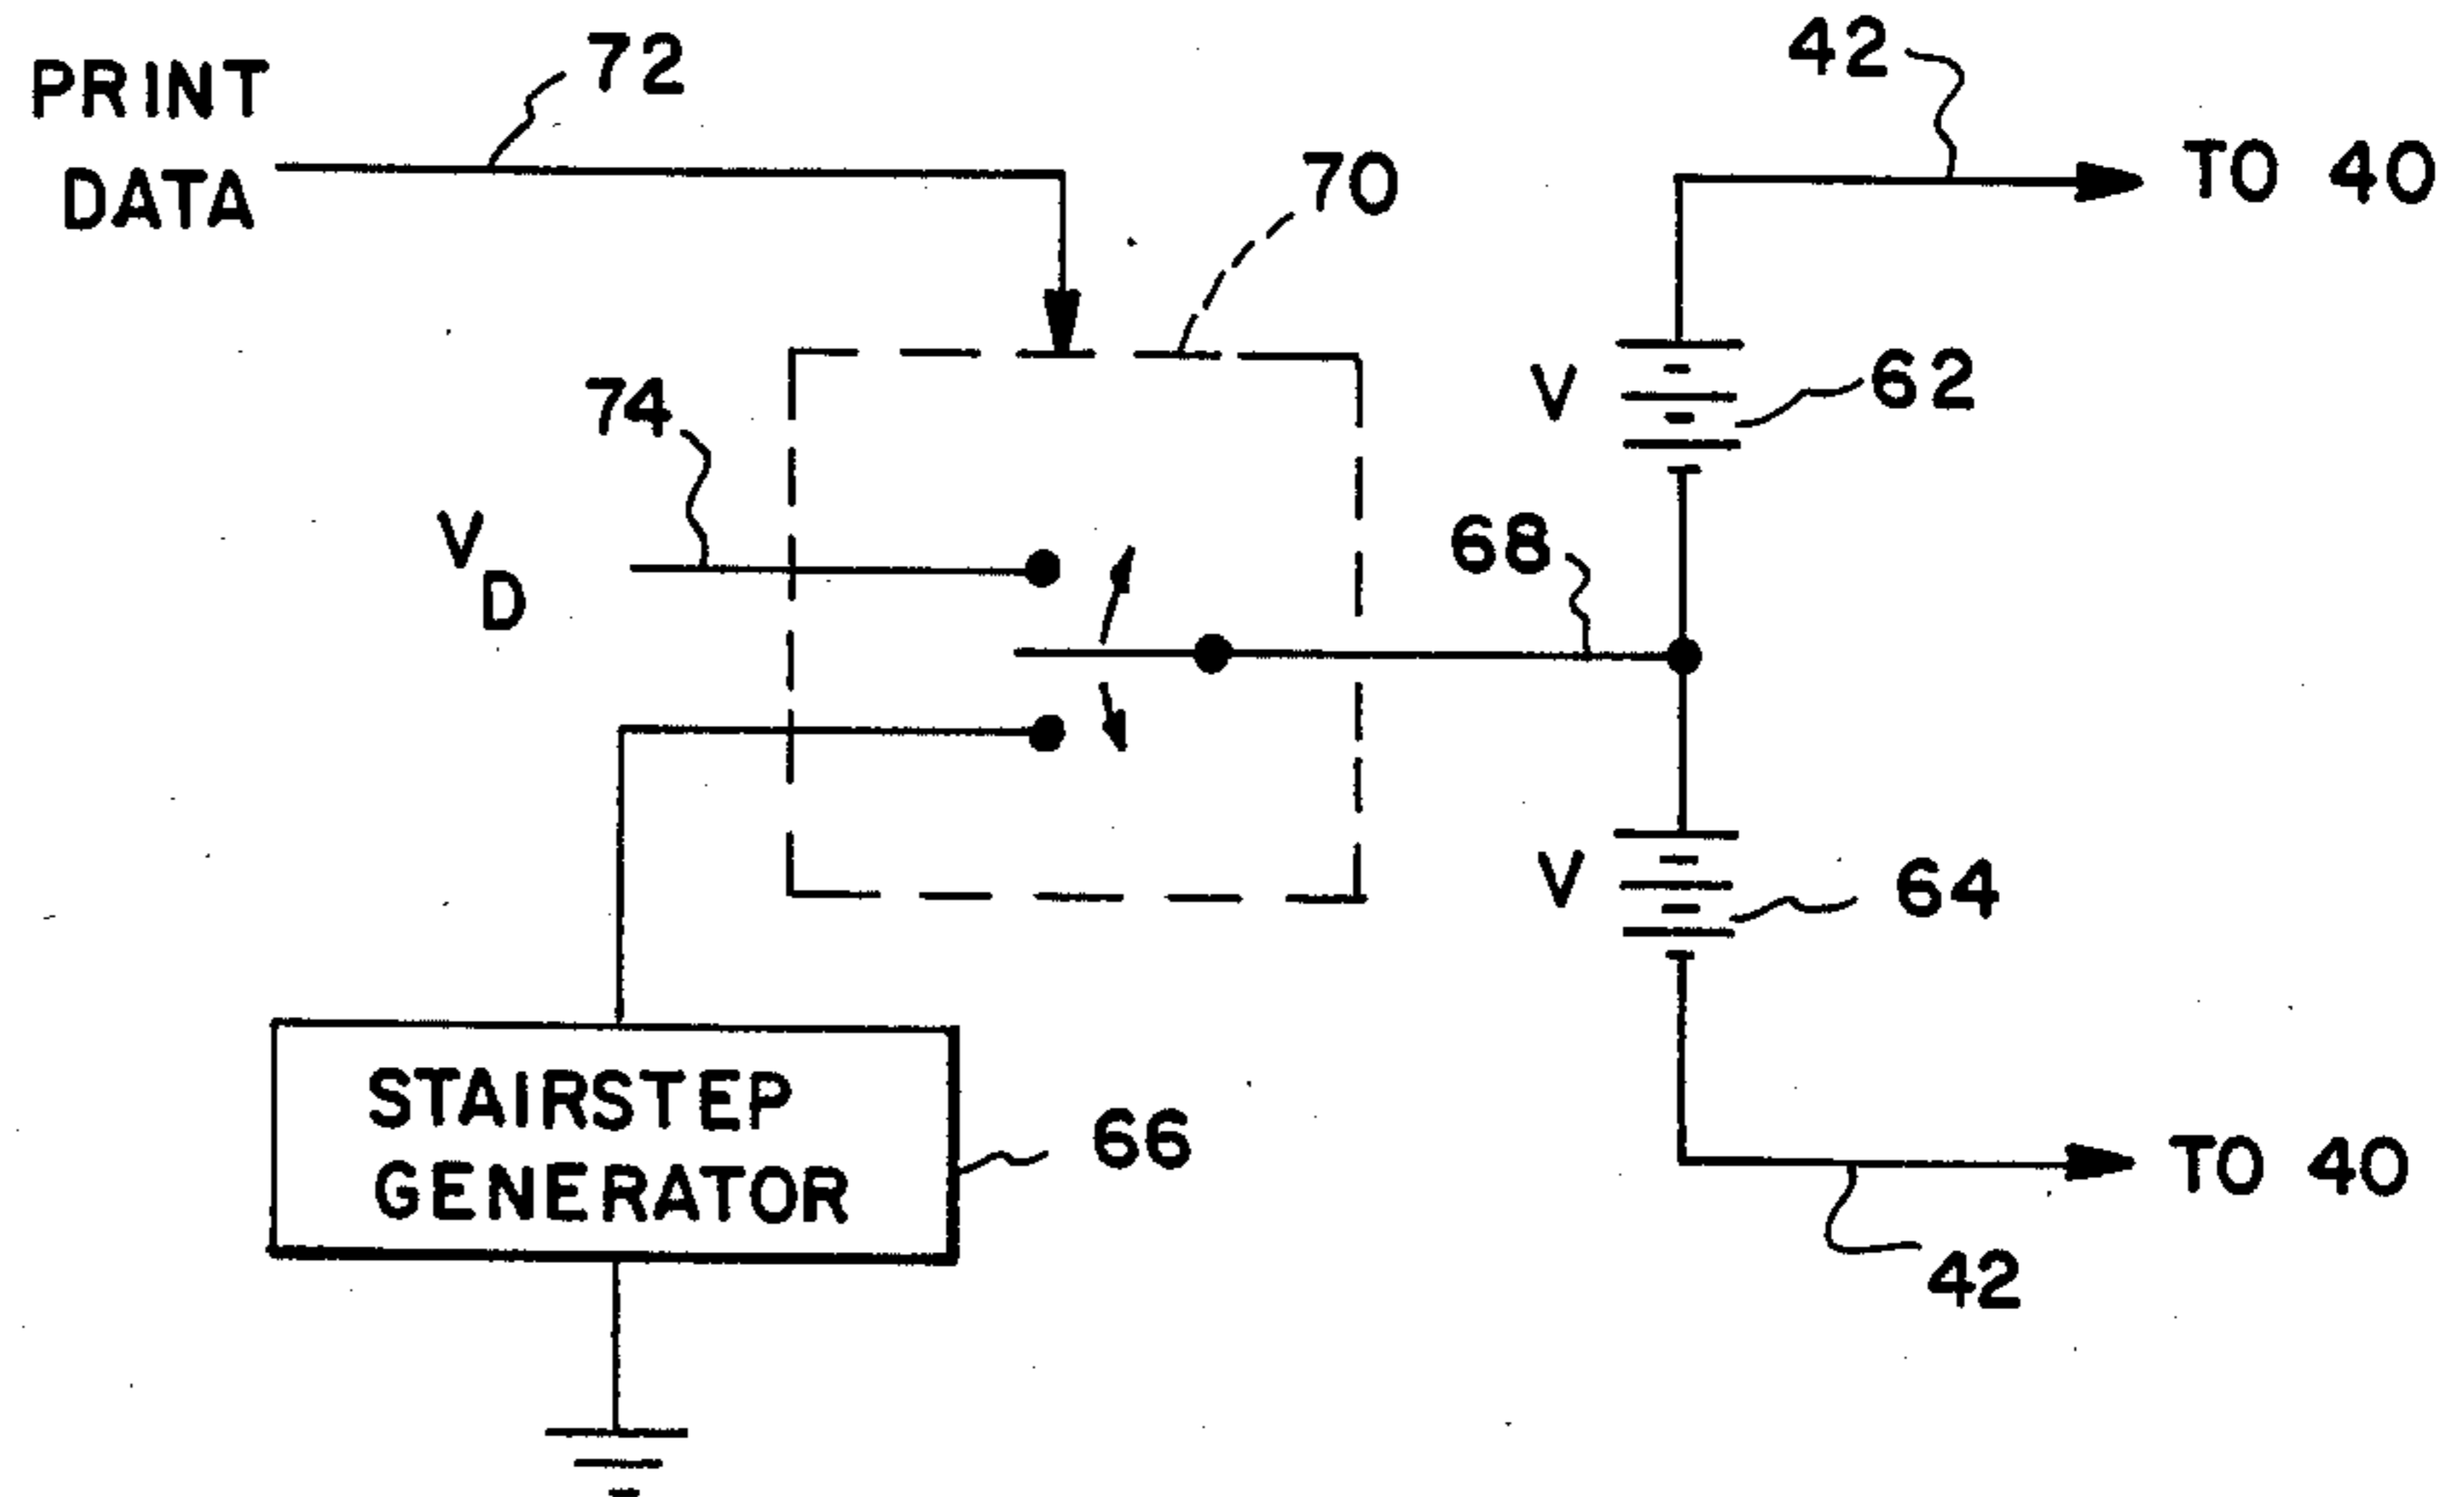 PRINT
DATA
72
42
TO 40
70
V
62
74
V
D
68
V
64
STAIRSTEP
GENERATOR
66
TO 40
42